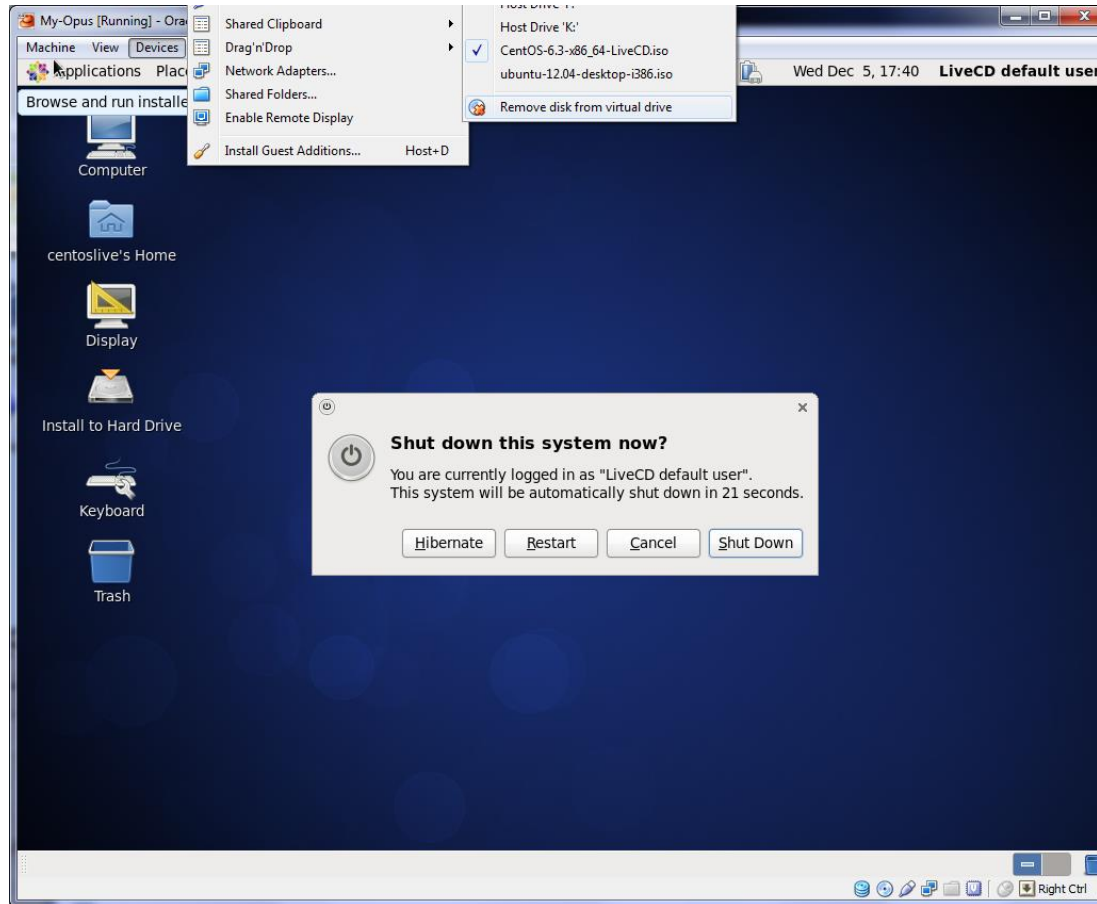 My-Opus [Running] - Ora
Machine View Devices
Shared Clipboard
Drag'n'Drop
Network Adapters...
Shared Folders...
Enable Remote Display
Install Guest Additions... Host+D
Host Drive 'K:'
CentOS-6.3-x86_64-LiveCD.iso
ubuntu-12.04-desktop-i386.iso
Remove disk from virtual drive
Applications Plac
Wed Dec 5, 17:40 LiveCD default user
Browse and run installe
Computer
centoslive's Home
Display
Install to Hard Drive
Keyboard
Trash
Shut down this system now?
You are currently logged in as "LiveCD default user".
This system will be automatically shut down in 21 seconds.
Hibernate Restart Cancel Shut Down
Right Ctrl